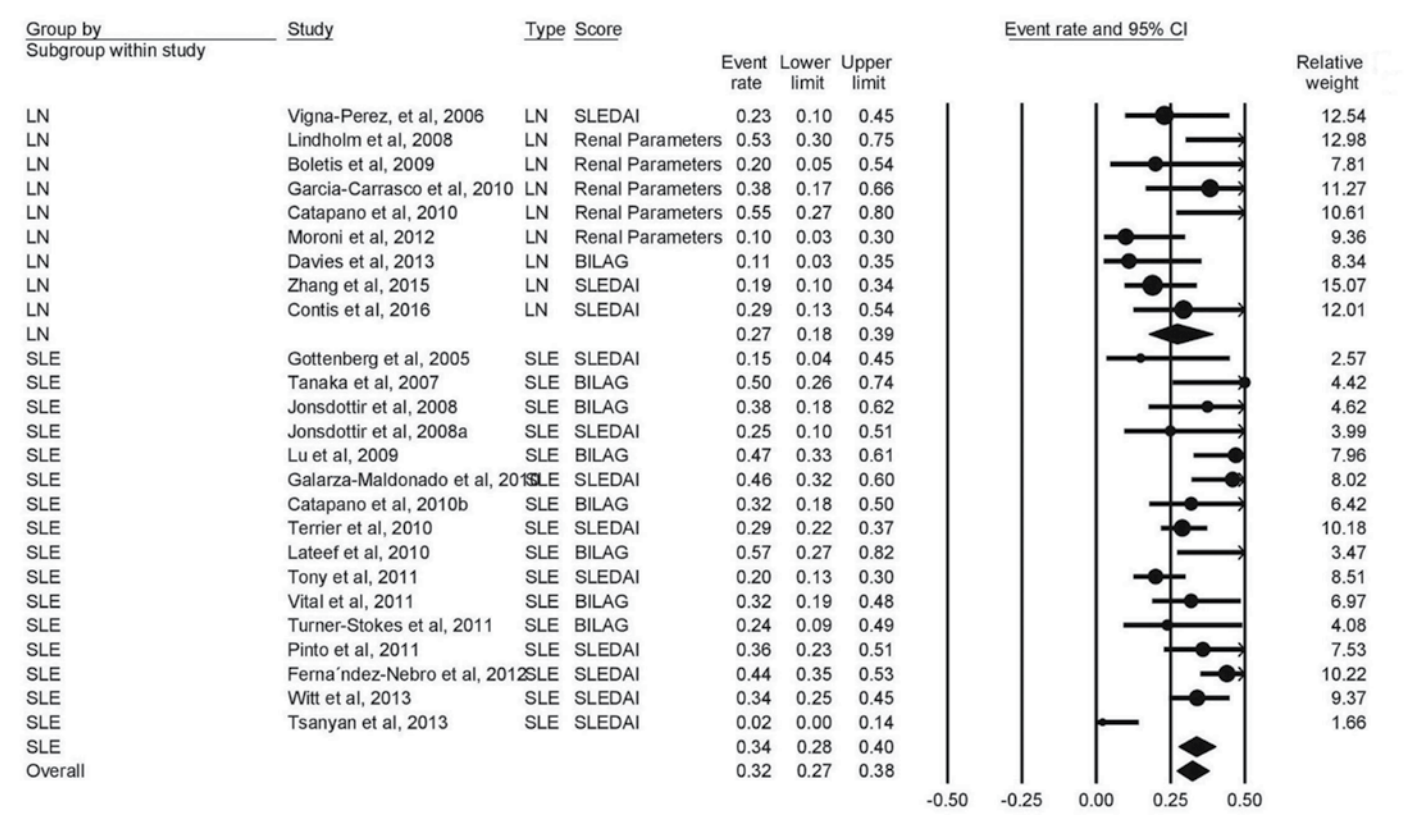 Group by Study Type Score Event rate and 95% CI
Subgroup within study
Event Lower Upper Relative
rate limit limit weight
LN Vigna-Perez, et al, 2006 LN SLEDAI 0.23 0.10 0.45 12.54
LN Lindholm et al, 2008 LN Renal Parameters 0.53 0.30 0.75 12.98
LN Boletis et al, 2009 LN Renal Parameters 0.20 0.05 0.54 7.81
LN Garcia-Carrasco et al, 2010 LN Renal Parameters 0.38 0.17 0.66 11.27
LN Catapano et al, 2010 LN Renal Parameters 0.55 0.27 0.80 10.61
LN Moroni et al, 2012 LN Renal Parameters 0.10 0.03 0.30 9.36
LN Davies et al, 2013 LN BILAG 0.11 0.03 0.35 8.34
LN Zhang et al, 2015 LN SLEDAI 0.19 0.10 0.34 15.07
LN Contis et al, 2016 LN SLEDAI 0.29 0.13 0.54 12.01
LN 0.27 0.18 0.39
SLE Gottenberg et al, 2005 SLE SLEDAI 0.15 0.04 0.45 2.57
SLE Tanaka et al, 2007 SLE BILAG 0.50 0.26 0.74 4.42
SLE Jonsdottir et al, 2008 SLE BILAG 0.38 0.18 0.62 4.62
SLE Jonsdottir et al, 2008a SLE SLEDAI 0.25 0.10 0.51 3.99
SLE Lu et al, 2009 SLE BILAG 0.47 0.33 0.61 7.96
SLE Galarza-Maldonado et al, 2010 SLE SLEDAI 0.46 0.32 0.60 8.02
SLE Catapano et al, 2010b SLE BILAG 0.32 0.18 0.50 6.42
SLE Terrier et al, 2010 SLE SLEDAI 0.29 0.22 0.37 10.18
SLE Lateef et al, 2010 SLE BILAG 0.57 0.27 0.82 3.47
SLE Tony et al, 2011 SLE SLEDAI 0.20 0.13 0.30 8.51
SLE Vital et al, 2011 SLE BILAG 0.32 0.19 0.48 6.97
SLE Turner-Stokes et al, 2011 SLE BILAG 0.24 0.09 0.49 4.08
SLE Pinto et al, 2011 SLE SLEDAI 0.36 0.23 0.51 7.53
SLE Ferna´ndez-Nebro et al, 2012 SLE SLEDAI 0.44 0.35 0.53 10.22
SLE Witt et al, 2013 SLE SLEDAI 0.34 0.25 0.45 9.37
SLE Tsanyan et al, 2013 SLE SLEDAI 0.02 0.00 0.14 1.66
SLE 0.34 0.28 0.40
Overall 0.32 0.27 0.38
-0.50 -0.25 0.00 0.25 0.50